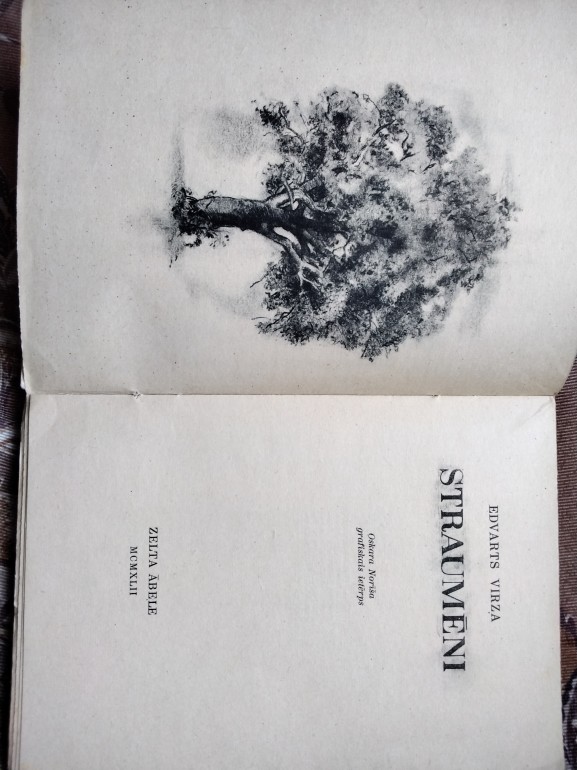 EDVARTS VIRZA
STRAUMĒNI
Oskara Norīša
grafiskais ietērps
ZELTA ĀBELE
MCMXLII